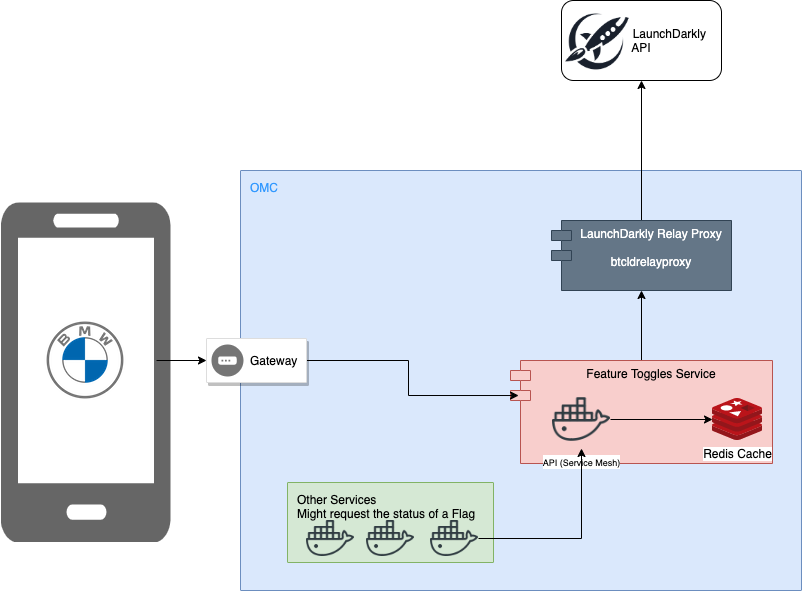 LaunchDarkly
API
OMC
LaunchDarkly Relay Proxy
btcldrelayproxy
BMW
Gateway
Feature Toggles Service
Redis Cache
API (Service Mesh)
Other Services
Might request the status of a Flag